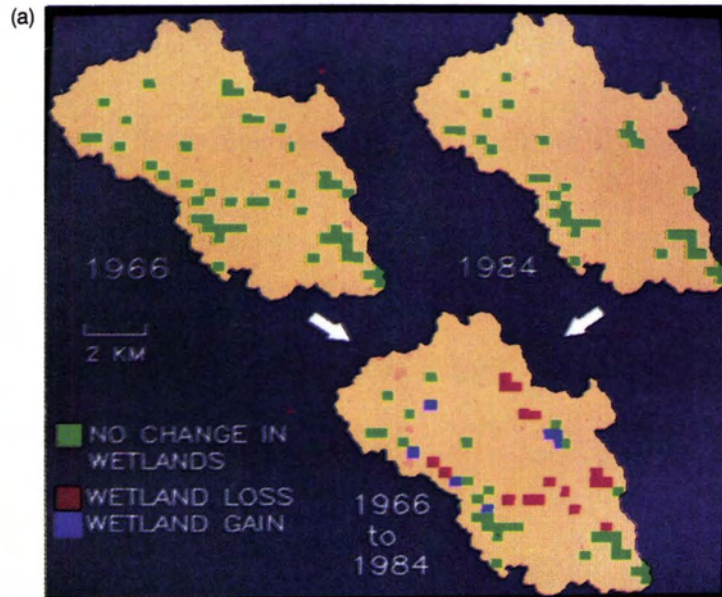 (a)
1966
1984
2 KM
NO CHANGE IN
WETLANDS
WETLAND LOSS
WETLAND GAIN
1966
to
1984